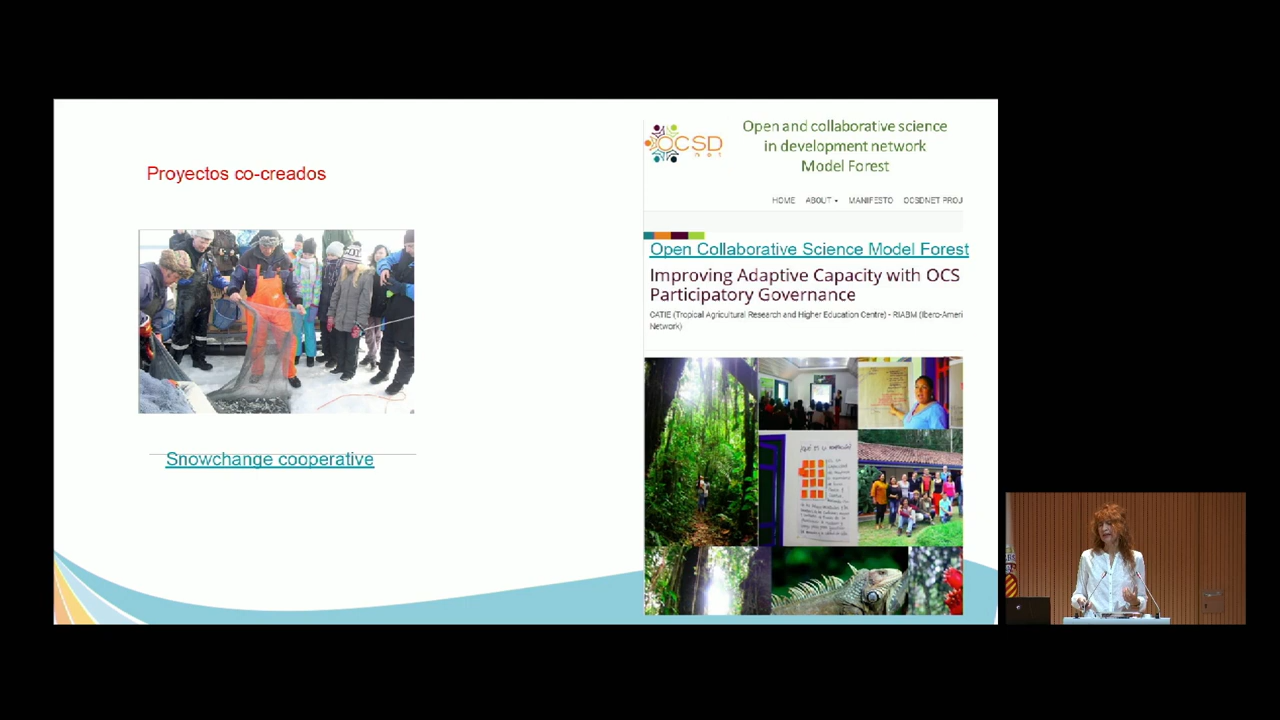 Proyectos co-creados
Snowchange cooperative
OCSD
net
Open and collaborative science
in development network
Model Forest
HOME ABOUT MANIFESTO OCSDNET PROJ
Open Collaborative Science Model Forest
Improving Adaptive Capacity with OCS
Participatory Governance
CATIE (Tropical Agricultural Research and Higher Education Centre) - RIABM (Ibero-Ameri
Network)